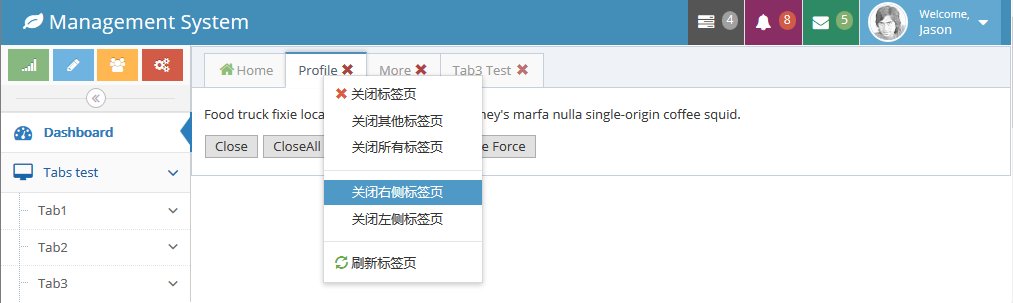 Management System
4
8
5
Welcome,
Jason
Home
Profile
More
Tab3 Test
关闭标签页
关闭其他标签页
关闭所有标签页
关闭右侧标签页
关闭左侧标签页
刷新标签页
Food truck fixie loca
ney's marfa nulla single-origin coffee squid.
Close
CloseAll
e Force
Dashboard
Tabs test
Tab1
Tab2
Tab3